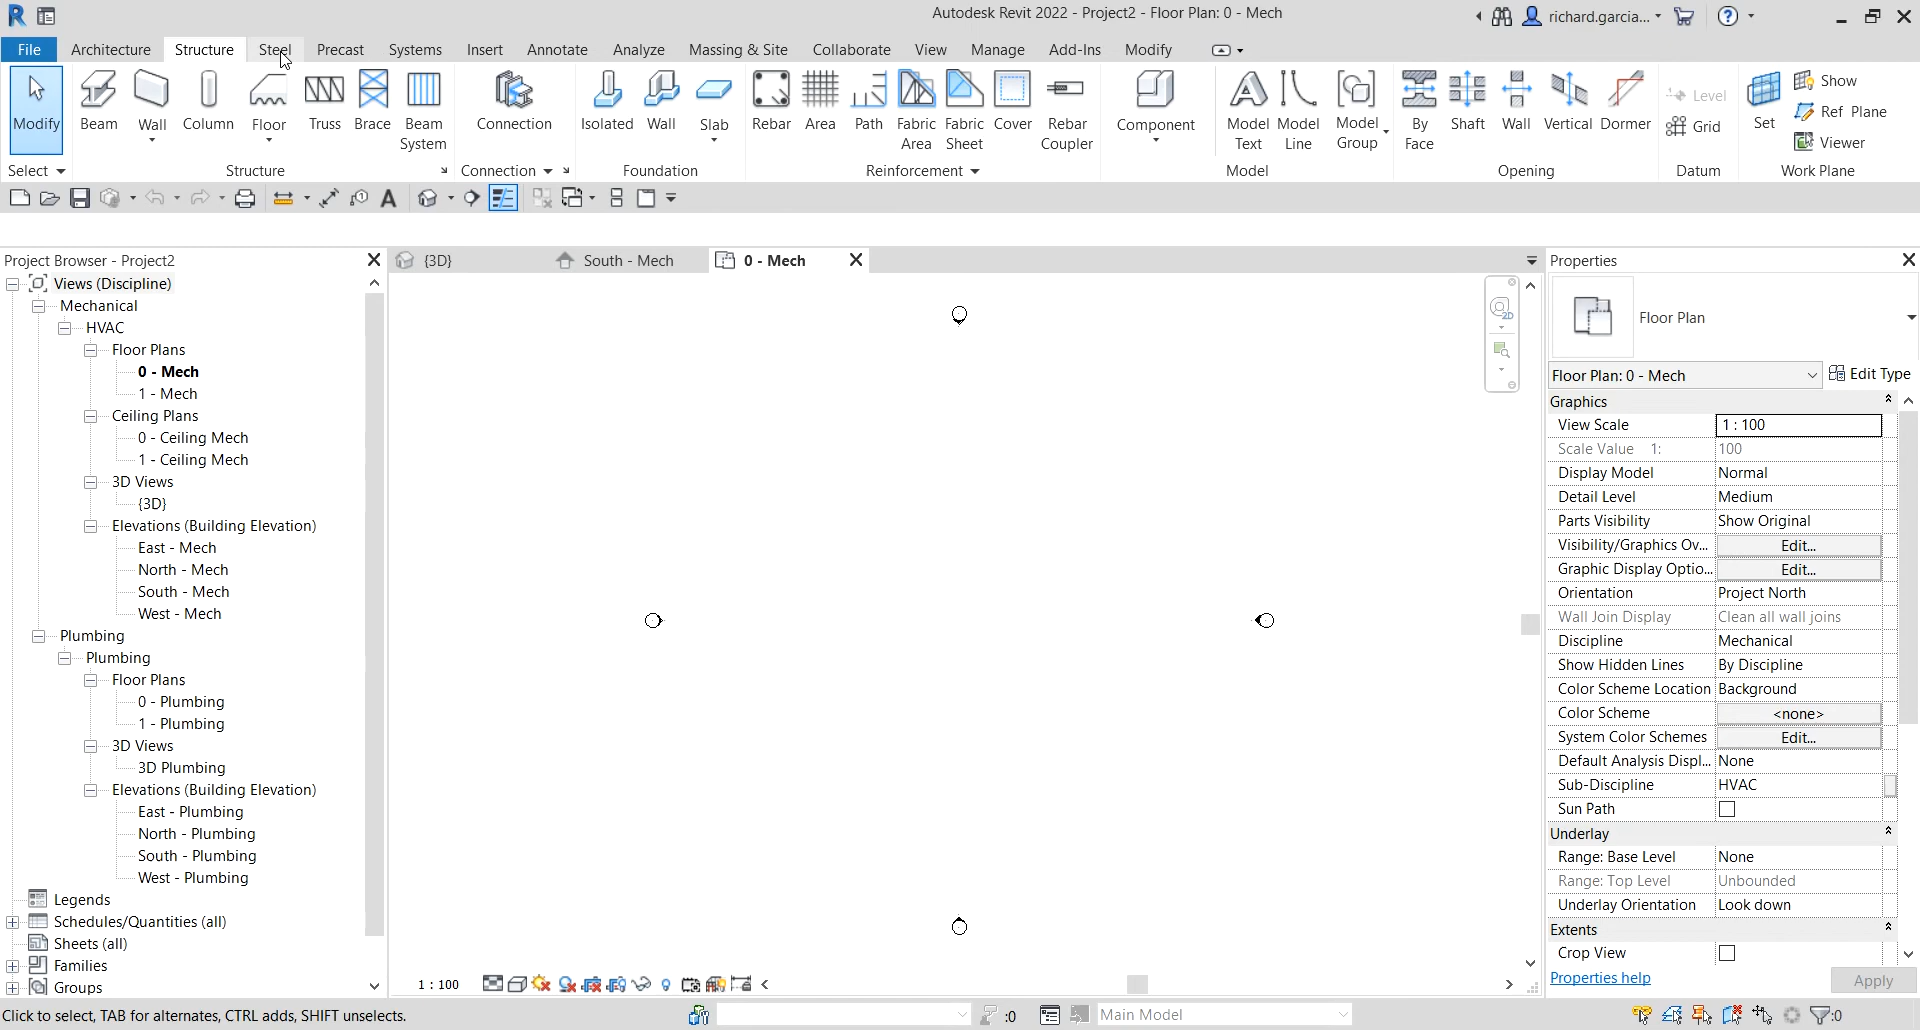 Autodesk Revit 2022 - Project2 - Floor Plan: 0 - Mech
richard.garcia...
File Architecture Structure Steel Precast Systems Insert Annotate Analyze Massing & Site Collaborate View Manage Add-Ins Modify
Modify Beam Wall Column Floor Truss Brace Beam System Connection Isolated Wall Slab Rebar Area Path Fabric Area Fabric Sheet Cover Rebar Coupler Component Model Text Model Line Model Group By Face Shaft Wall Vertical Dormer Level Grid Set Show Ref Plane Viewer
Select Structure Connection Foundation Reinforcement Model Opening Datum Work Plane
Project Browser - Project2
Views (Discipline)
Mechanical
HVAC
Floor Plans
0 - Mech
1 - Mech
Ceiling Plans
0 - Ceiling Mech
1 - Ceiling Mech
3D Views
{3D}
Elevations (Building Elevation)
East - Mech
North - Mech
South - Mech
West - Mech
Plumbing
Plumbing
Floor Plans
0 - Plumbing
1 - Plumbing
3D Views
3D Plumbing
Elevations (Building Elevation)
East - Plumbing
North - Plumbing
South - Plumbing
West - Plumbing
Legends
Schedules/Quantities (all)
Sheets (all)
Families
Groups
{3D} South - Mech 0 - Mech
2D
1 : 100
Properties
Floor Plan
Floor Plan: 0 - Mech Edit Type
Graphics
View Scale 1 : 100
Scale Value 1: 100
Display Model Normal
Detail Level Medium
Parts Visibility Show Original
Visibility/Graphics Ov... Edit...
Graphic Display Optio... Edit...
Orientation Project North
Wall Join Display Clean all wall joins
Discipline Mechanical
Show Hidden Lines By Discipline
Color Scheme Location Background
Color Scheme <none>
System Color Schemes Edit...
Default Analysis Displ... None
Sub-Discipline HVAC
Sun Path
Underlay
Range: Base Level None
Range: Top Level Unbounded
Underlay Orientation Look down
Extents
Crop View
Properties help Apply
Click to select, TAB for alternates, CTRL adds, SHIFT unselects. :0 Main Model :0